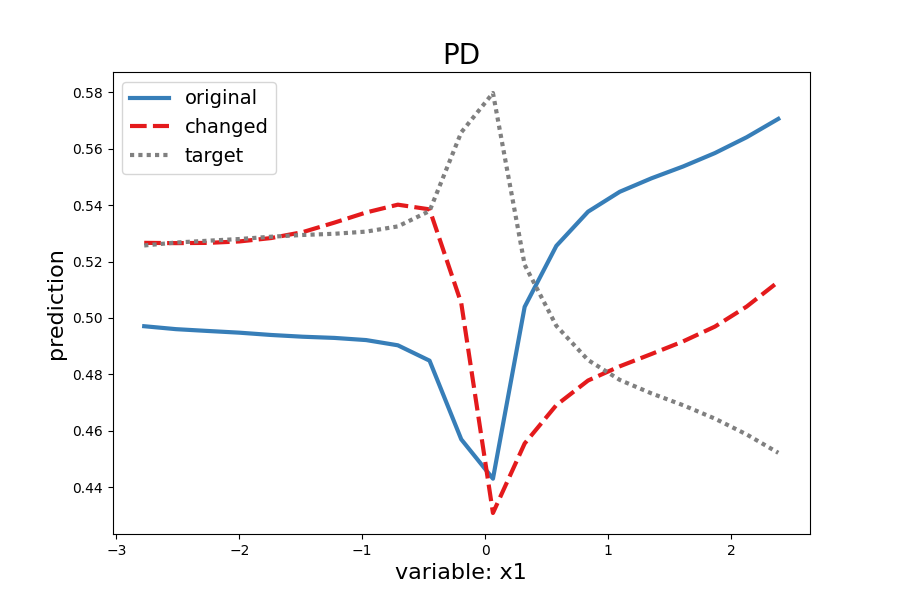 PD
original
changed
target
0.58
0.56
0.54
0.52
0.50
0.48
0.46
0.44
prediction
−3 −2 −1 0 1 2
variable: x1